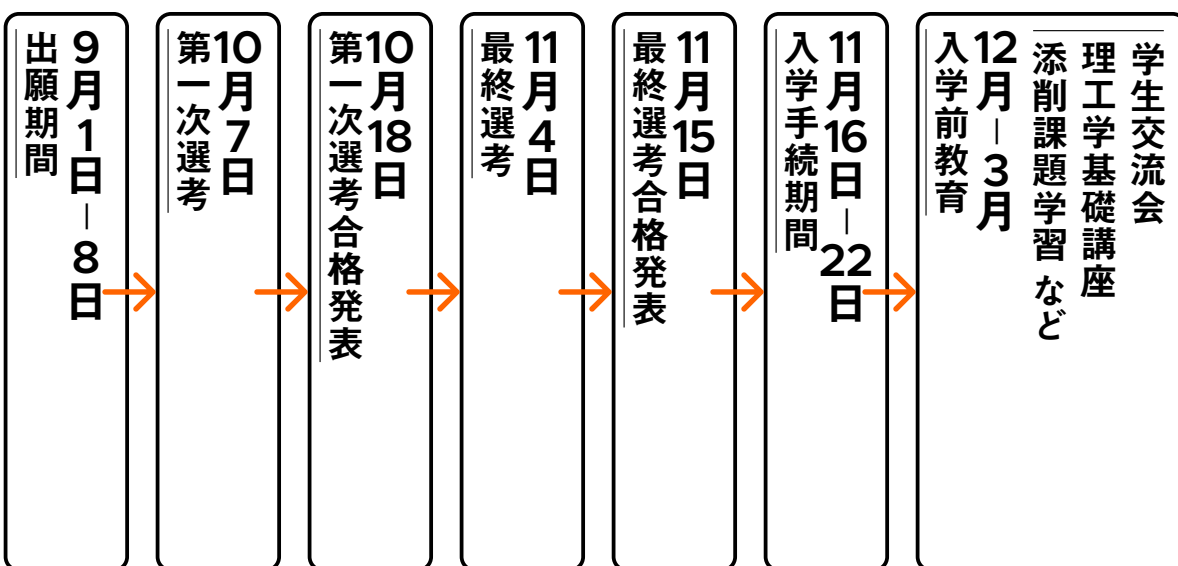 9月1日–8日
出願期間
10月7日
第一次選考
10月18日
第一次選考合格発表
11月4日
最終選考
11月15日
最終選考合格発表
11月16日–22日
入学手続期間
学生交流会
理工学基礎講座
添削課題学習 など
12月–3月
入学前教育